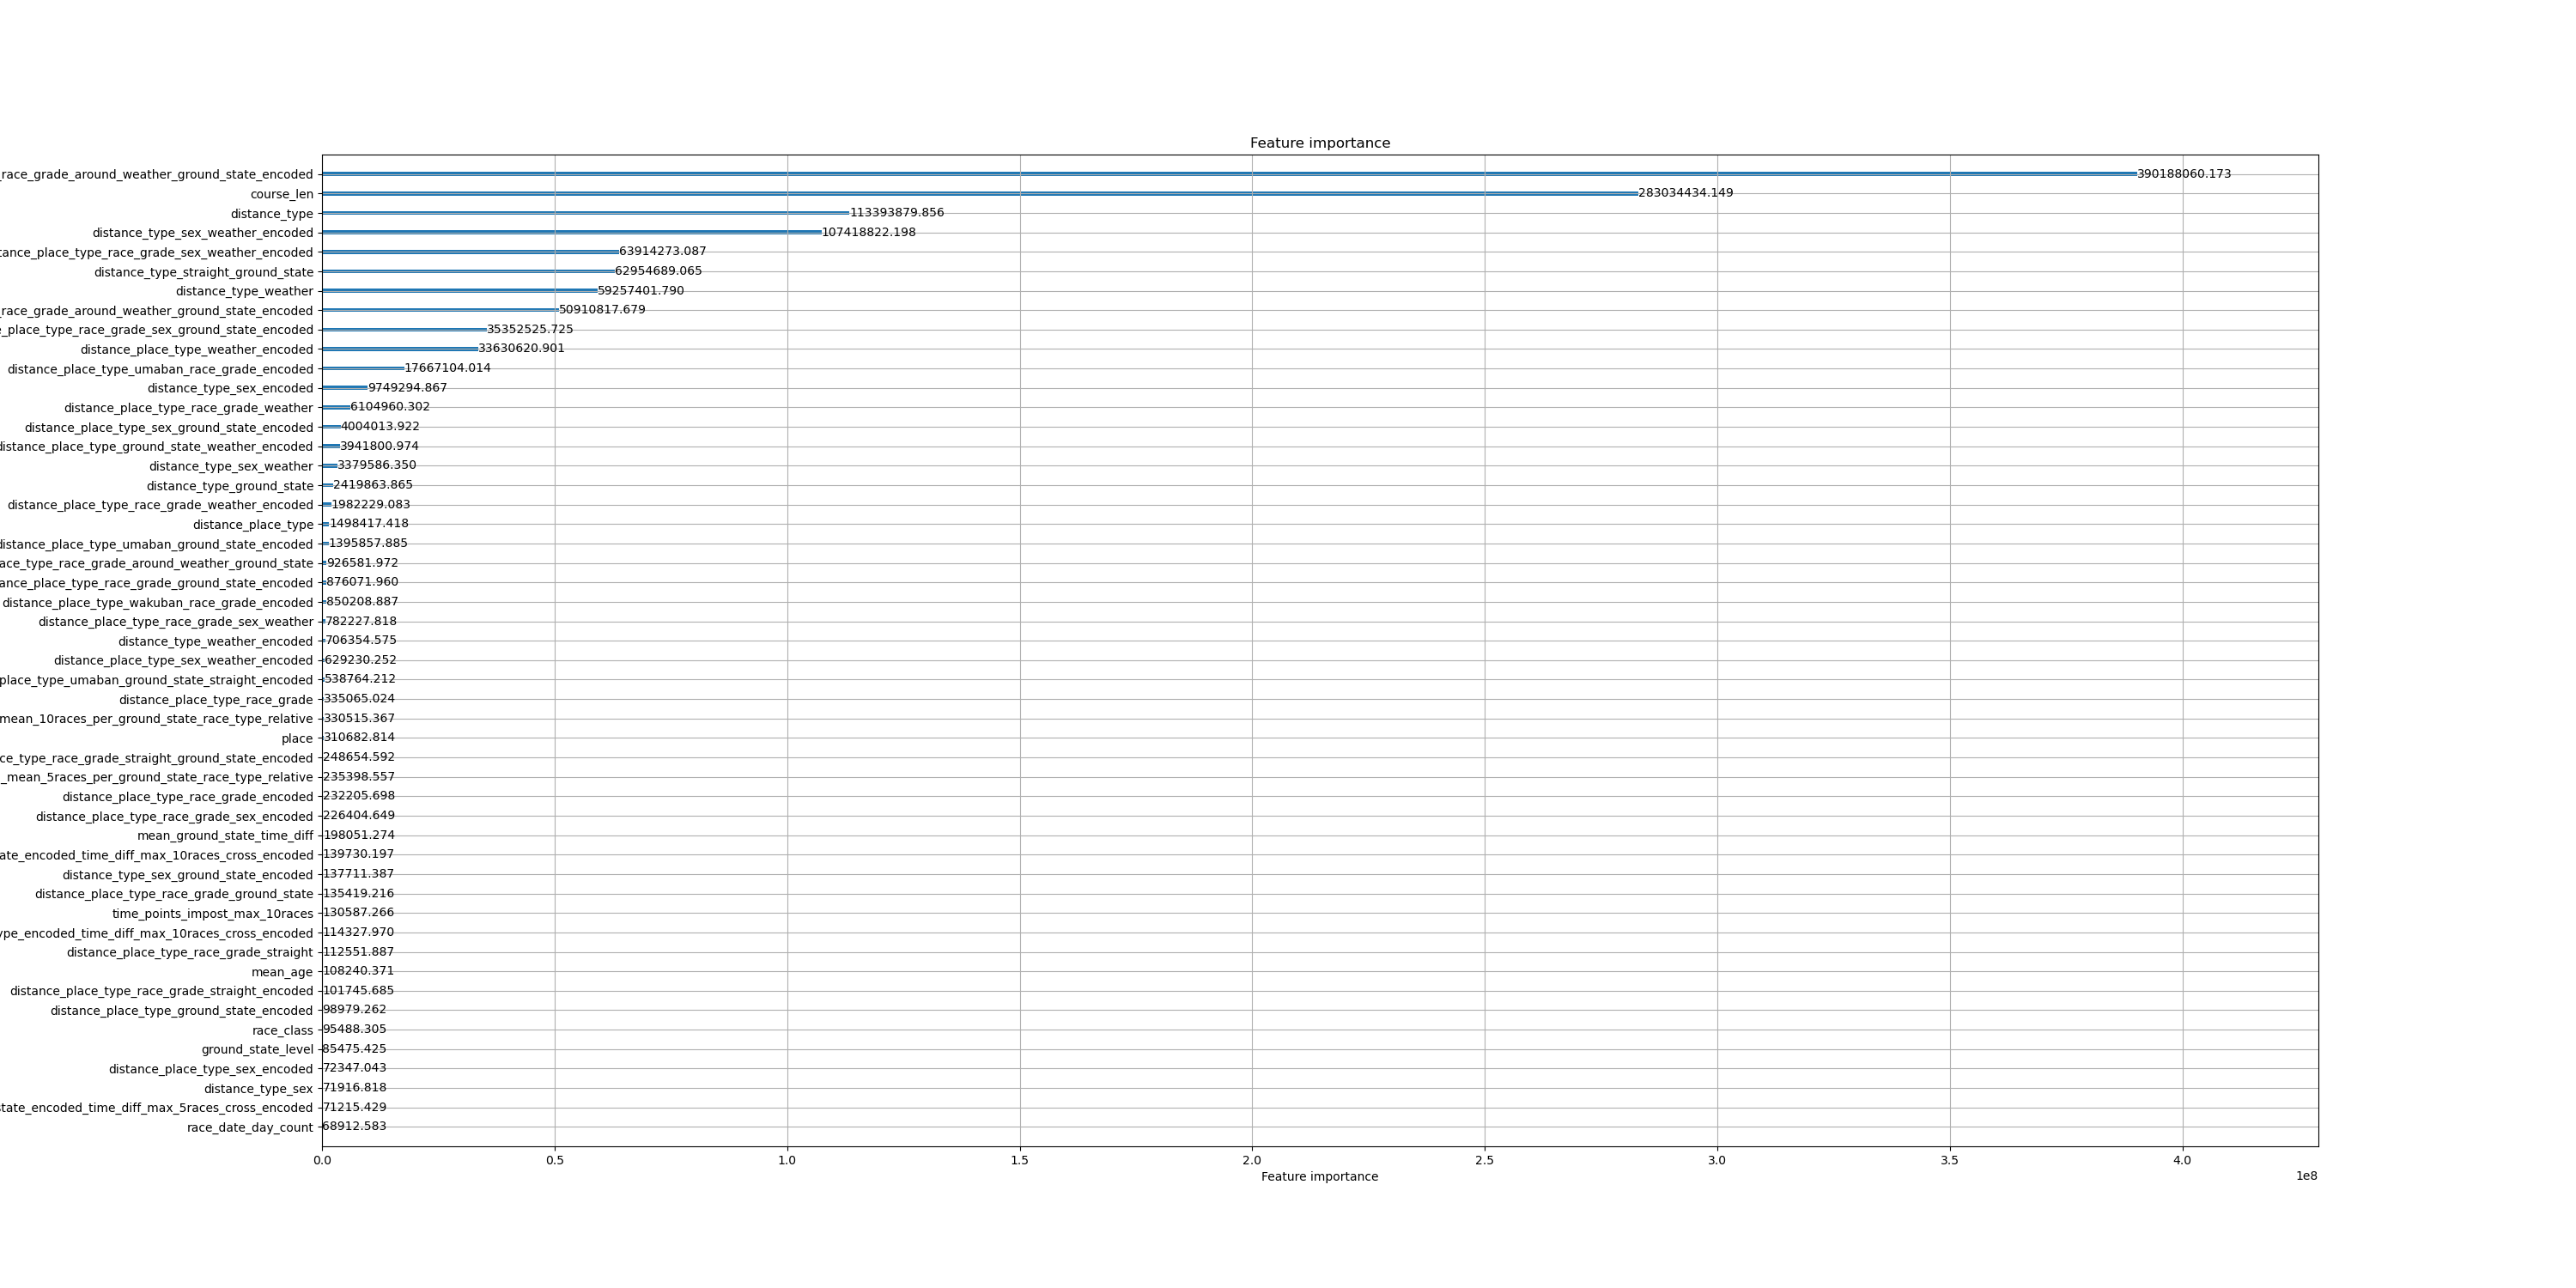 Feature importance
race_grade_around_weather_ground_state_encoded 390188060.173
course_len 283034434.149
distance_type 113393879.856
distance_type_sex_weather_encoded 107418822.198
tance_place_type_race_grade_sex_weather_encoded 63914273.087
distance_type_straight_ground_state 62954689.065
distance_type_weather 59257401.790
race_grade_around_weather_ground_state_encoded 50910817.679
_place_type_race_grade_sex_ground_state_encoded 35352525.725
distance_place_type_weather_encoded 33630620.901
distance_place_type_umaban_race_grade_encoded 17667104.014
distance_type_sex_encoded 9749294.867
distance_place_type_race_grade_weather 6104960.302
distance_place_type_sex_ground_state_encoded 4004013.922
distance_place_type_ground_state_weather_encoded 3941800.974
distance_type_sex_weather 3379586.350
distance_type_ground_state 2419863.865
distance_place_type_race_grade_weather_encoded 1982229.083
distance_place_type 1498417.418
distance_place_type_umaban_ground_state_encoded 1395857.885
ace_type_race_grade_around_weather_ground_state 926581.972
ance_place_type_race_grade_ground_state_encoded 876071.960
distance_place_type_wakuban_race_grade_encoded 850208.887
distance_place_type_race_grade_sex_weather 782227.818
distance_type_weather_encoded 706354.575
distance_place_type_sex_weather_encoded 629230.252
place_type_umaban_ground_state_straight_encoded 538764.212
distance_place_type_race_grade 335065.024
mean_10races_per_ground_state_race_type_relative 330515.367
place 310682.814
ce_type_race_grade_straight_ground_state_encoded 248654.592
_mean_5races_per_ground_state_race_type_relative 235398.557
distance_place_type_race_grade_encoded 232205.698
distance_place_type_race_grade_sex_encoded 226404.649
mean_ground_state_time_diff 198051.274
ate_encoded_time_diff_max_10races_cross_encoded 139730.197
distance_type_sex_ground_state_encoded 137711.387
distance_place_type_race_grade_ground_state 135419.216
time_points_impost_max_10races 130587.266
ype_encoded_time_diff_max_10races_cross_encoded 114327.970
distance_place_type_race_grade_straight 112551.887
mean_age 108240.371
distance_place_type_race_grade_straight_encoded 101745.685
distance_place_type_ground_state_encoded 98979.262
race_class 95488.305
ground_state_level 85475.425
distance_place_type_sex_encoded 72347.043
distance_type_sex 71916.818
tate_encoded_time_diff_max_5races_cross_encoded 71215.429
race_date_day_count 68912.583
0.0 0.5 1.0 1.5 2.0 2.5 3.0 3.5 4.0
Feature importance
1e8